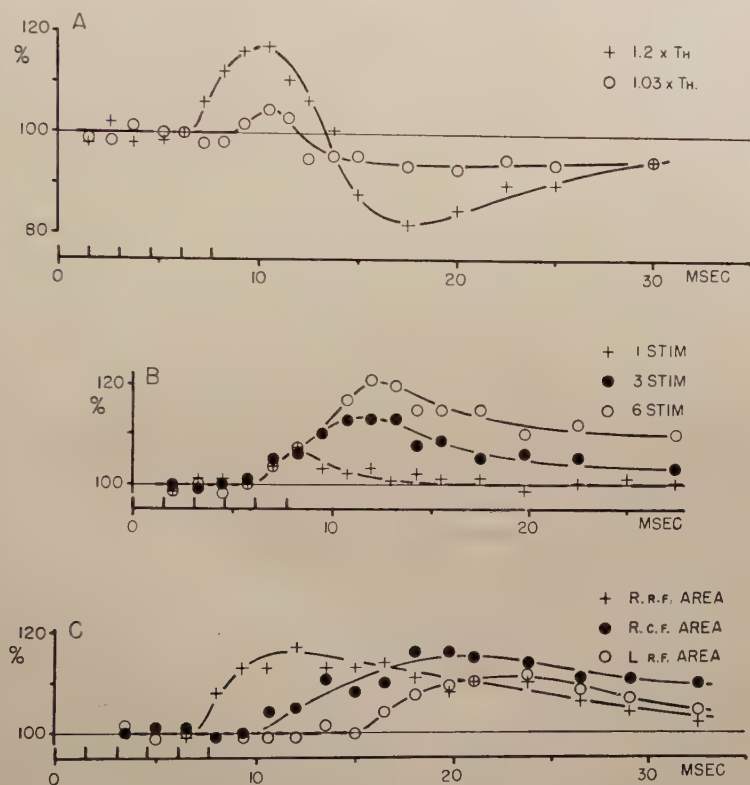 A
120
%
100
80
+ 1.2 x TH
O 1.03 x TH.
0 10 20 30 MSEC
B
120
%
100
+ 1 STIM
● 3 STIM
O 6 STIM
0 10 20 MSEC
C
120
%
100
+ R. R.F. AREA
● R. C. F. AREA
O L R.F. AREA
0 10 20 30 MSEC